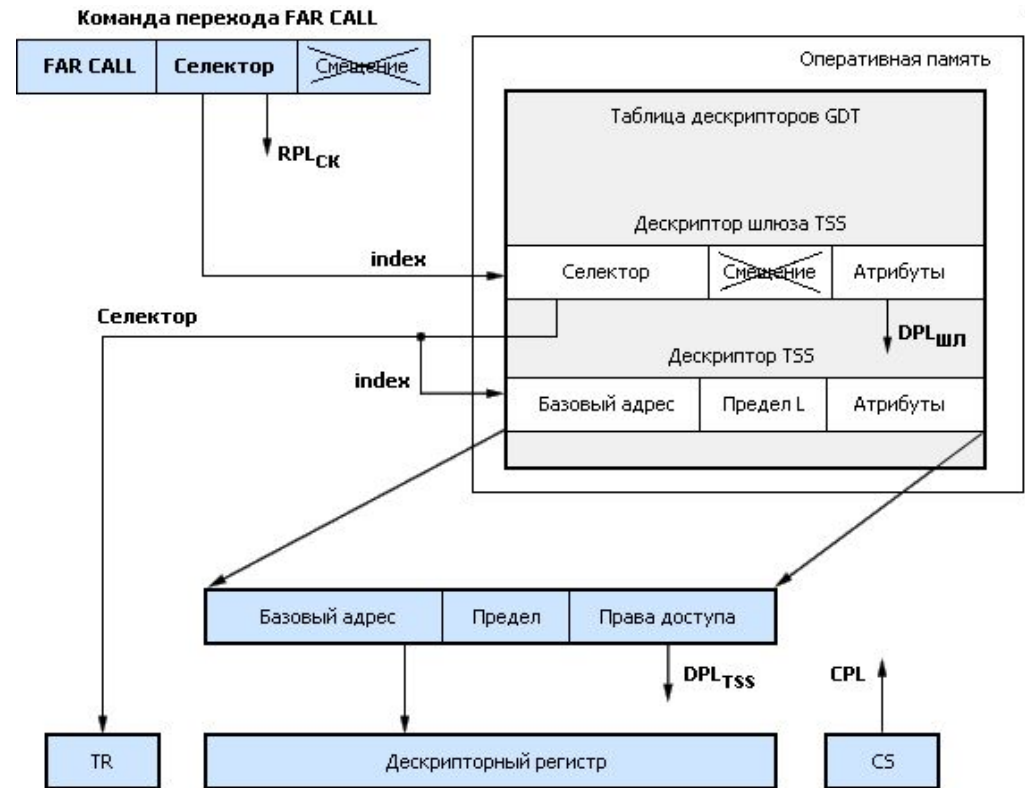 Команда перехода FAR CALL
FAR CALL
Селектор
Смещение
Оперативная память
Таблица дескрипторов GDT
RPLСК
Дескриптор шлюза TSS
index
Селектор
Смещение
Атрибуты
Селектор
DPLШЛ
Дескриптор TSS
index
Базовый адрес
Предел L
Атрибуты
Базовый адрес
Предел
Права доступа
DPLTSS
CPL
TR
Дескрипторный регистр
CS